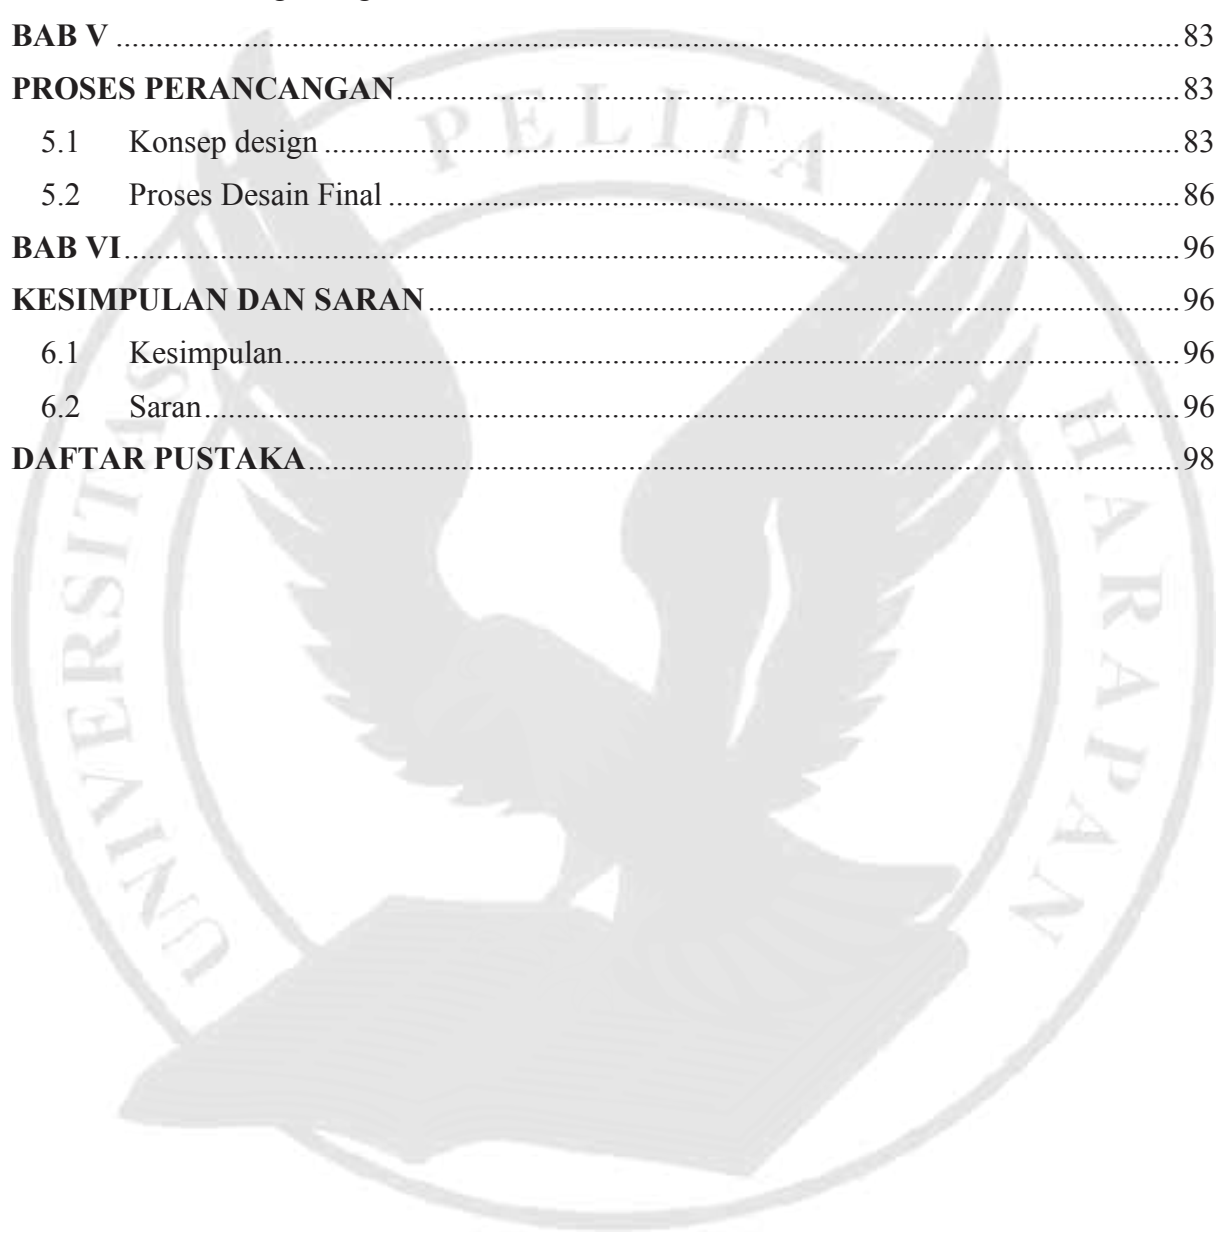 BAB V ........ 83
PROSES PERANCANGAN ........ 83
5.1 Konsep design ........ 83
5.2 Proses Desain Final ........ 86
BAB VI ........ 96
KESIMPULAN DAN SARAN ........ 96
6.1 Kesimpulan ........ 96
6.2 Saran ........ 96
DAFTAR PUSTAKA ........ 98
UNIVERSITAS PELITA HARAPAN